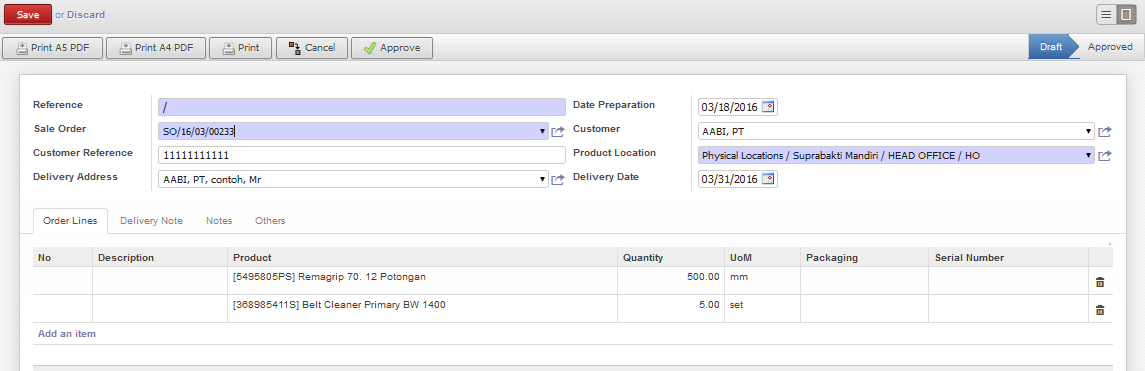 Save or Discard
Print A5 PDF Print A4 PDF Print Cancel Approve Draft Approved
Reference / Date Preparation 03/18/2016
Sale Order SO/16/03/00233 Customer AABI, PT
Customer Reference 11111111111 Product Location Physical Locations / Suprabakti Mandiri / HEAD OFFICE / HO
Delivery Address AABI, PT, contoh, Mr Delivery Date 03/31/2016
Order Lines Delivery Note Notes Others
No Description Product Quantity UoM Packaging Serial Number
[5495805PS] Remagrip 70. 12 Potongan 500.00 mm
[368985411S] Belt Cleaner Primary BW 1400 5.00 set
Add an item